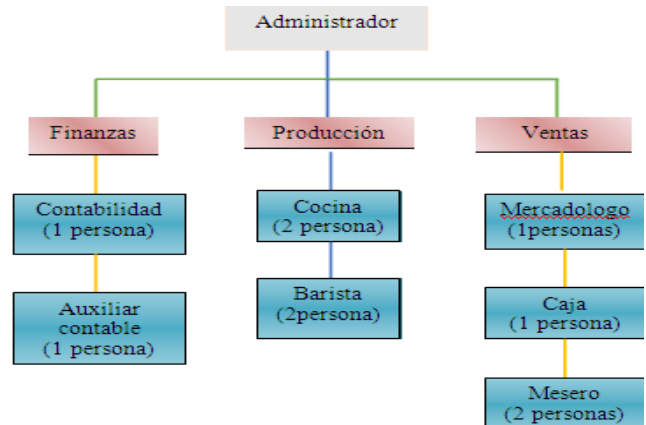 Administrador
Finanzas
Producción
Ventas
Contabilidad
(1 persona)
Cocina
(2 persona)
Mercadologo
(1personas)
Auxiliar
contable
(1 persona)
Barista
(2persona)
Caja
(1 persona)
Mesero
(2 personas)